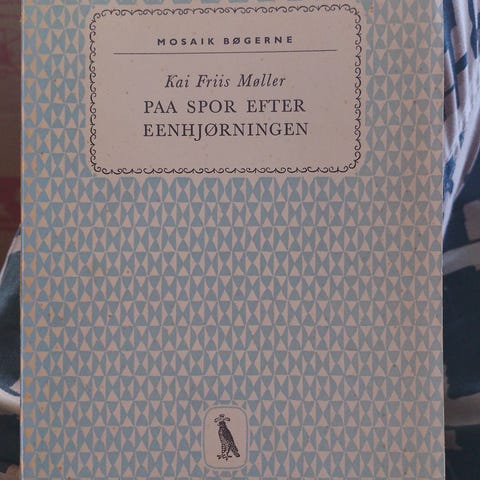 MOSAIK BØGERNE
Kai Friis Møller
PAA SPOR EFTER
EENHJØRNINGEN